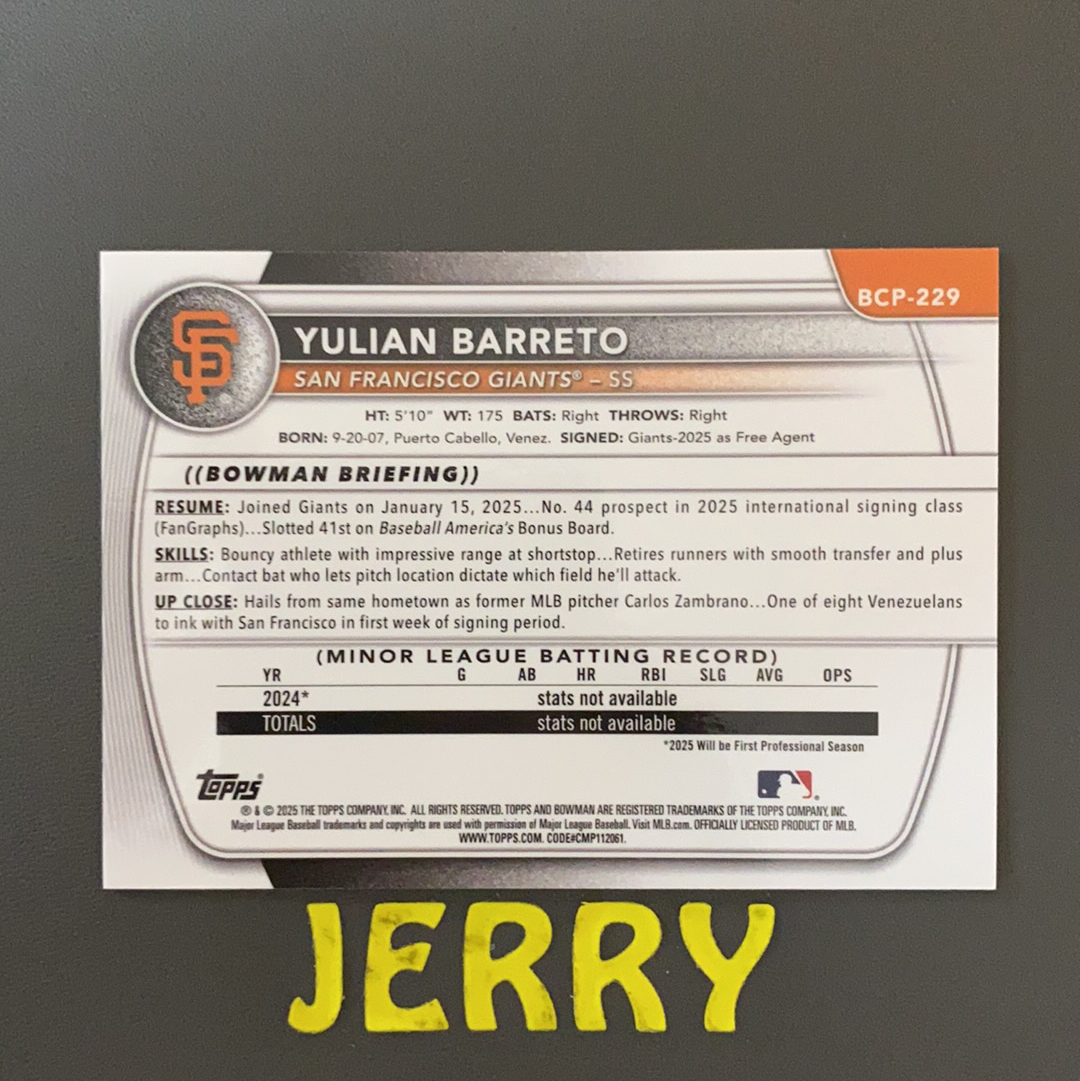 BCP-229
SF
YULIAN BARRETO
SAN FRANCISCO GIANTS® – SS
HT: 5'10" WT: 175 BATS: Right THROWS: Right
BORN: 9-20-07, Puerto Cabello, Venez. SIGNED: Giants-2025 as Free Agent
((BOWMAN BRIEFING))
RESUME: Joined Giants on January 15, 2025...No. 44 prospect in 2025 international signing class
(FanGraphs)...Slotted 41st on Baseball America's Bonus Board.
SKILLS: Bouncy athlete with impressive range at shortstop...Retires runners with smooth transfer and plus
arm...Contact bat who lets pitch location dictate which field he'll attack.
UP CLOSE: Hails from same hometown as former MLB pitcher Carlos Zambrano...One of eight Venezuelans
to ink with San Francisco in first week of signing period.
(MINOR LEAGUE BATTING RECORD)
YR G AB HR RBI SLG AVG OPS
2024* stats not available
TOTALS stats not available
*2025 Will be First Professional Season
Topps®
® & © 2025 THE TOPPS COMPANY, INC. ALL RIGHTS RESERVED. TOPPS AND BOWMAN ARE REGISTERED TRADEMARKS OF THE TOPPS COMPANY, INC.
Major League Baseball trademarks and copyrights are used with permission of Major League Baseball. Visit MLB.com. OFFICIALLY LICENSED PRODUCT OF MLB.
WWW.TOPPS.COM. CODE#CMP112061.
JERRY